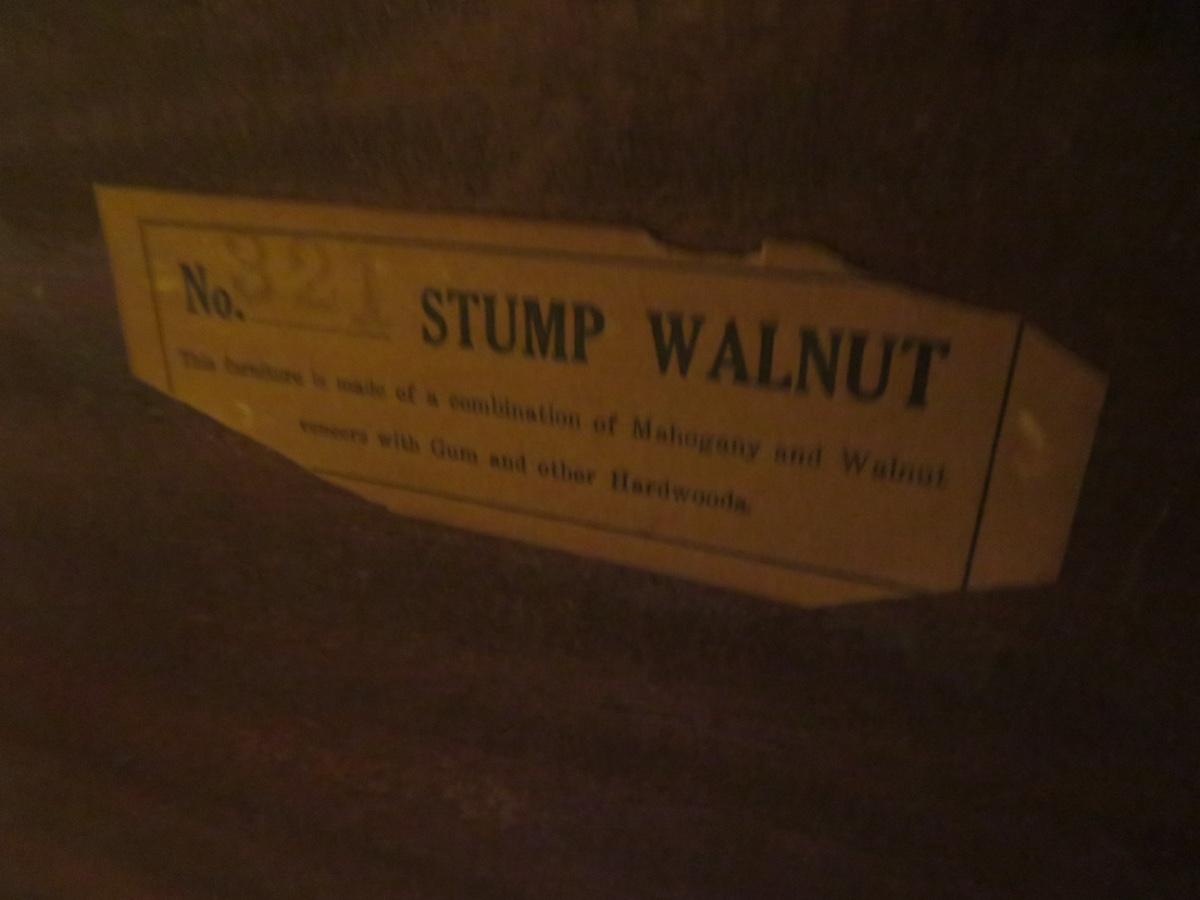 No. 321 STUMP WALNUT
This furniture is made of a combination of Mahogany and Walnut
veneers with Gum and other Hardwoods.